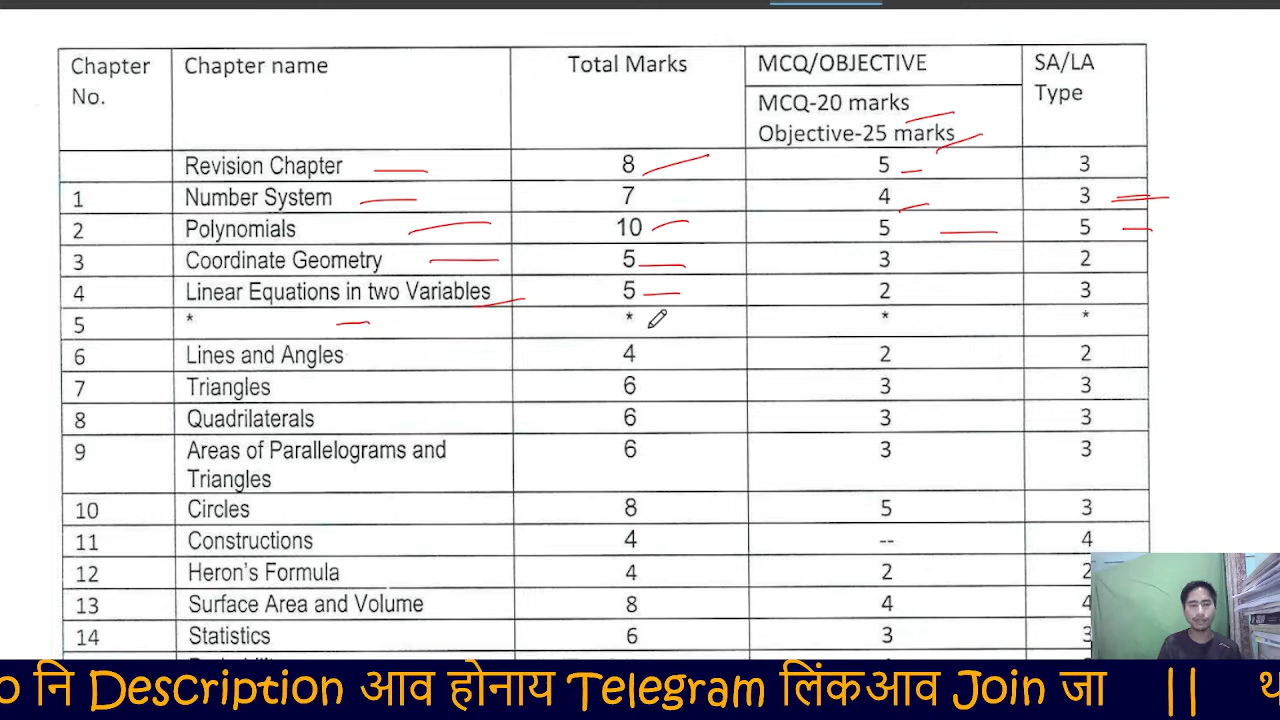 Chapter No. Chapter name Total Marks MCQ/OBJECTIVE SA/LA Type
MCQ-20 marks
Objective-25 marks
Revision Chapter 8 5 3
1 Number System 7 4 3
2 Polynomials 10 5 5
3 Coordinate Geometry 5 3 2
4 Linear Equations in two Variables 5 2 3
5 * * * *
6 Lines and Angles 4 2 2
7 Triangles 6 3 3
8 Quadrilaterals 6 3 3
9 Areas of Parallelograms and Triangles 6 3 3
10 Circles 8 5 3
11 Constructions 4 -- 4
12 Heron's Formula 4 2 2
13 Surface Area and Volume 8 4 4
14 Statistics 6 3 3
नि Description आव होनाय Telegram लिंकआव Join जा ||